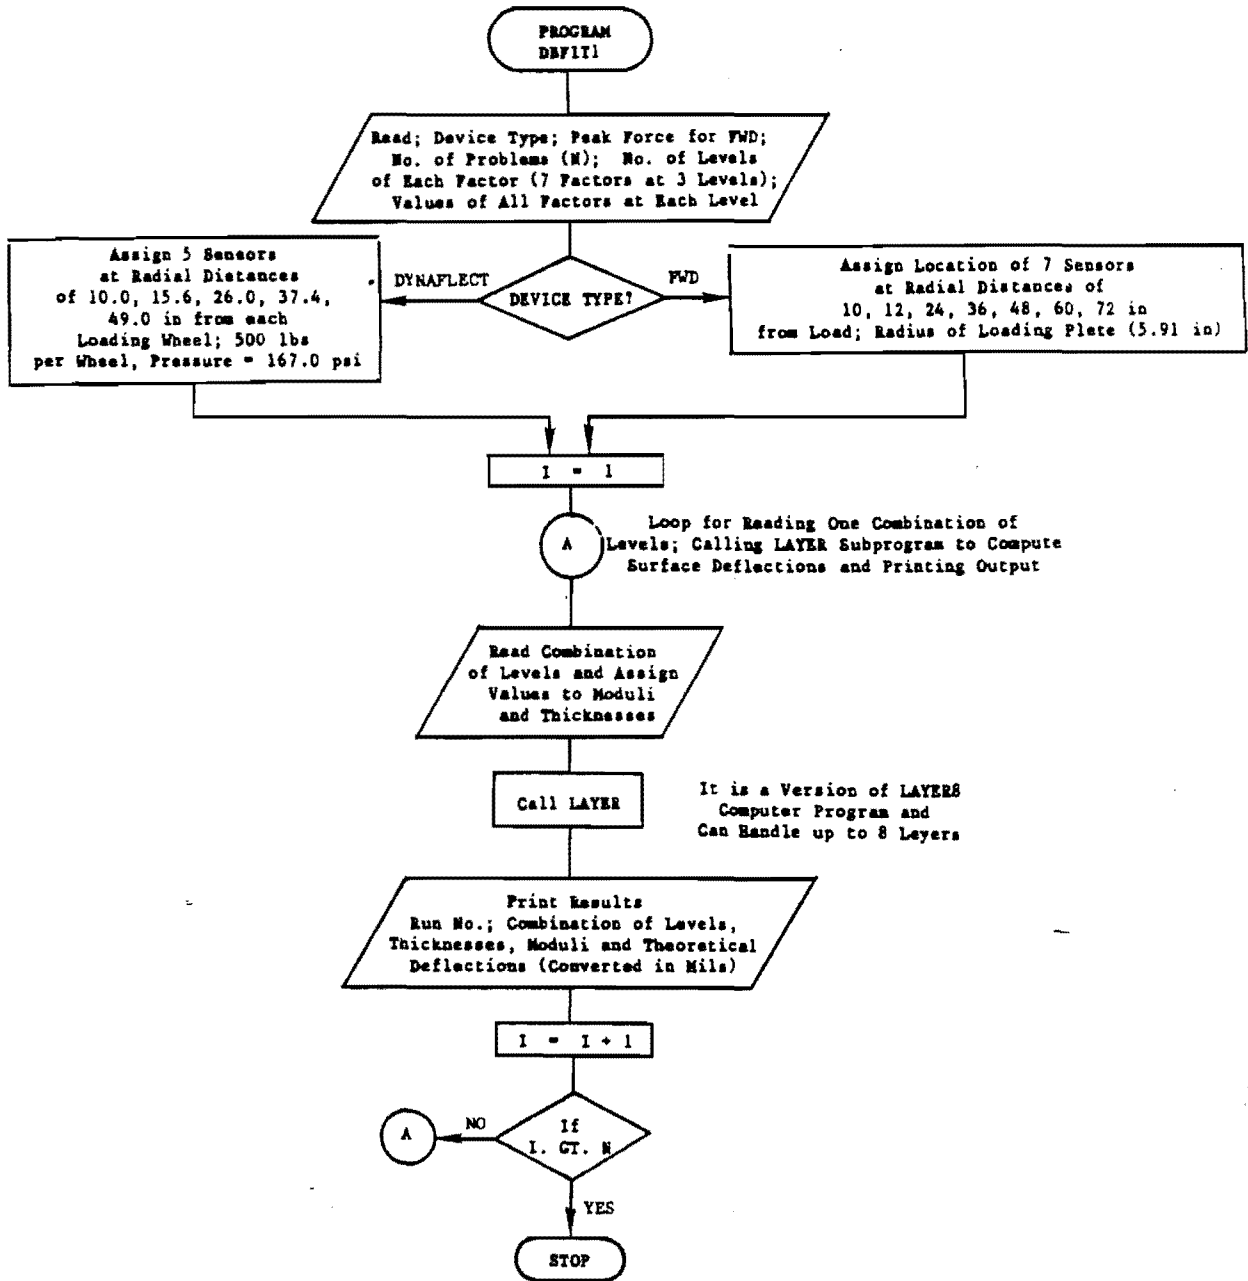 PROGRAM
DBFIT1
Read; Device Type; Peak Force for FWD;
No. of Problems (N); No. of Levels
of Each Factor (7 Factors at 3 Levels);
Values of All Factors at Each Level
Assign 5 Sensors
at Radial Distances
of 10.0, 15.6, 26.0, 37.4,
49.0 in from each
Loading Wheel; 500 lbs
per Wheel, Pressure = 167.0 psi
DYNAFLECT
DEVICE TYPE?
FWD
Assign Location of 7 Sensors
at Radial Distances of
10, 12, 24, 36, 48, 60, 72 in
from Load; Radius of Loading Plete (5.91 in)
I = 1
A
Loop for Reading One Combination of
Levels; Calling LAYER Subprogram to Compute
Surface Deflections and Printing Output
Read Combination
of Levels and Assign
Values to Moduli
and Thicknesses
Call LAYER
It is a Version of LAYER8
Computer Program and
Can Handle up to 8 Layers
Print Results
Run No.; Combination of Levels,
Thicknesses, Moduli and Theoretical
Deflections (Converted in Mils)
I = I + 1
A
NO
If
I. GT. N
YES
STOP